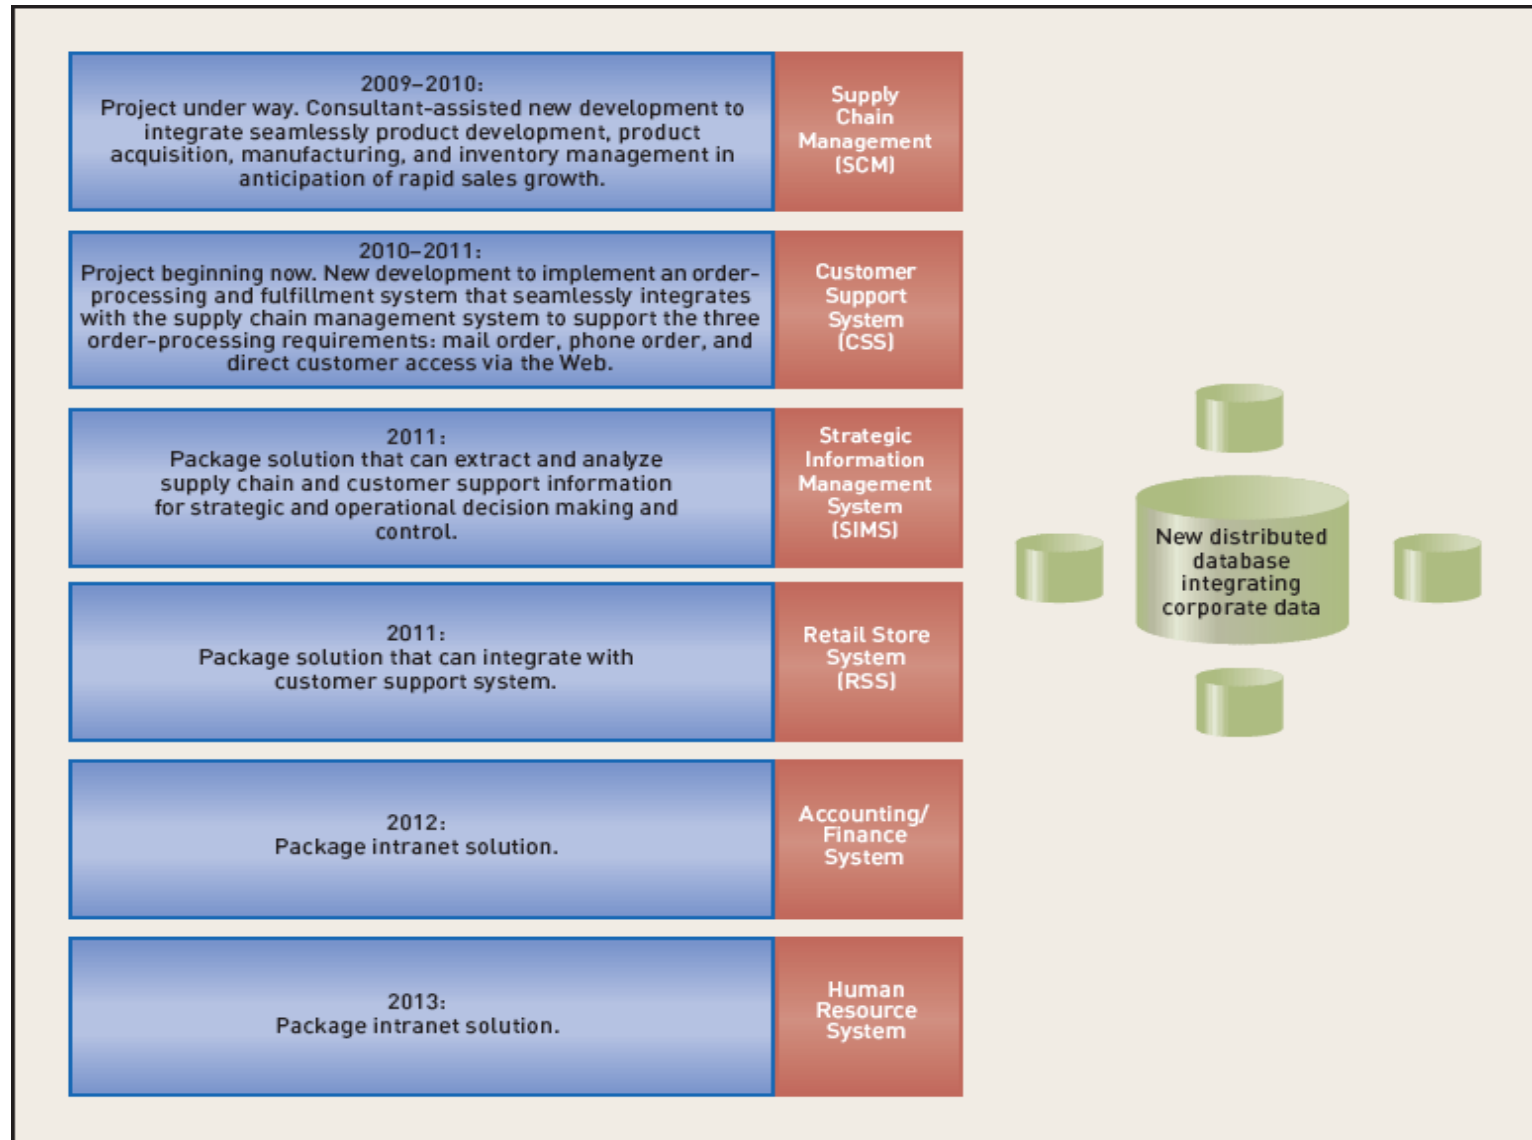 2009–2010:
Project under way. Consultant-assisted new development to
integrate seamlessly product development, product
acquisition, manufacturing, and inventory management in
anticipation of rapid sales growth.
Supply
Chain
Management
(SCM)
2010–2011:
Project beginning now. New development to implement an order-
processing and fulfillment system that seamlessly integrates
with the supply chain management system to support the three
order-processing requirements: mail order, phone order, and
direct customer access via the Web.
Customer
Support
System
(CSS)
2011:
Package solution that can extract and analyze
supply chain and customer support information
for strategic and operational decision making and
control.
Strategic
Information
Management
System
(SIMS)
2011:
Package solution that can integrate with
customer support system.
Retail Store
System
(RSS)
2012:
Package intranet solution.
Accounting/
Finance
System
2013:
Package intranet solution.
Human
Resource
System
New distributed
database
integrating
corporate data